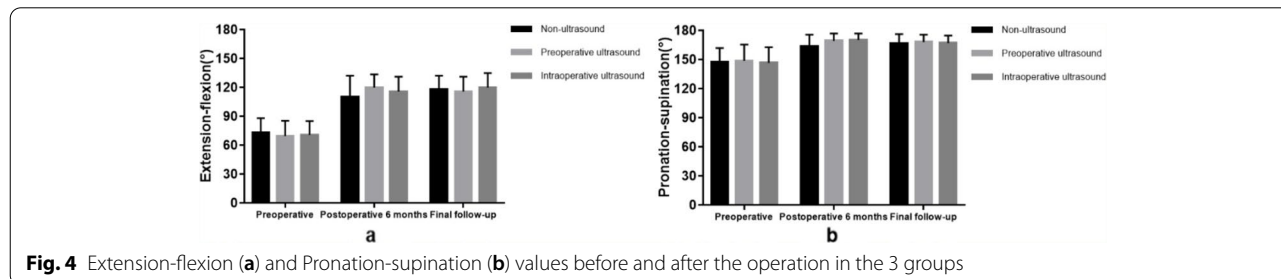 180
150
120
90
60
30
0
Extension-flexion(°)
Non-ultrasound
Preoperative ultrasound
Intraoperative ultrasound
Preoperative Postoperative 6 months Final follow-up
a
180
150
120
90
60
30
0
Pronation-supination(°)
Non-ultrasound
Preoperative ultrasound
Intraoperative ultrasound
Preoperative Postoperative 6 months Final follow-up
b
Fig. 4 Extension-flexion (a) and Pronation-supination (b) values before and after the operation in the 3 groups